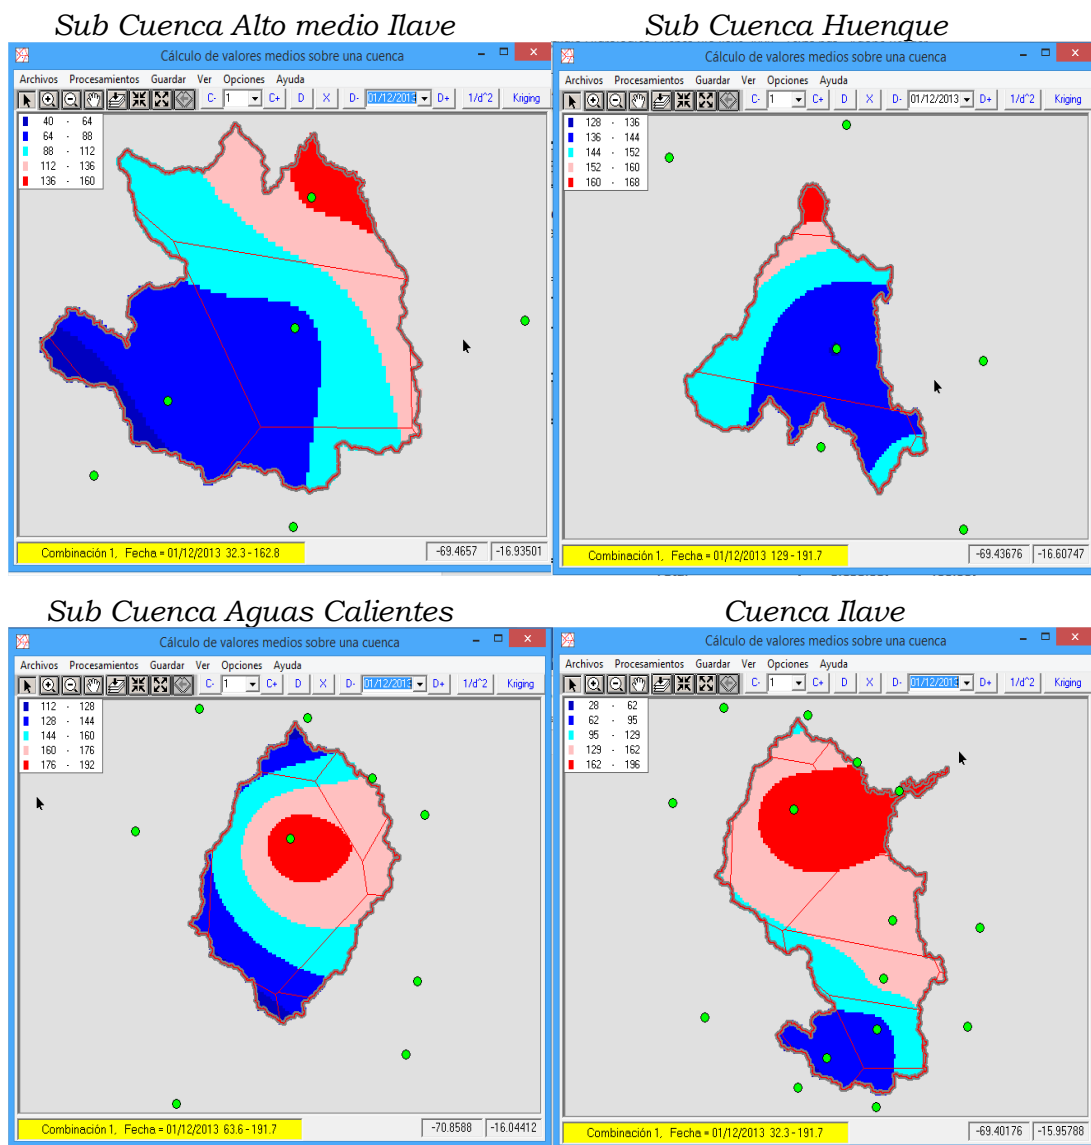 Sub Cuenca Alto medio Ilave
Cálculo de valores medios sobre una cuenca
Archivos Procesamientos Guardar Ver Opciones Ayuda
C- 1 C+ D X D- 01/12/2013 D+ 1/d^2 Kriging
40 - 64
64 - 88
88 - 112
112 - 136
136 - 160
Combinación 1, Fecha = 01/12/2013 32.3 - 162.8
-69.4657 -16.93501
Sub Cuenca Huenque
Cálculo de valores medios sobre una cuenca
Archivos Procesamientos Guardar Ver Opciones Ayuda
C- 1 C+ D X D- 01/12/2013 D+ 1/d^2 Kriging
128 - 136
136 - 144
144 - 152
152 - 160
160 - 168
Combinación 1, Fecha = 01/12/2013 129 - 191.7
-69.43676 -16.60747
Sub Cuenca Aguas Calientes
Cálculo de valores medios sobre una cuenca
Archivos Procesamientos Guardar Ver Opciones Ayuda
C- 1 C+ D X D- 01/12/2013 D+ 1/d^2 Kriging
112 - 128
128 - 144
144 - 160
160 - 176
176 - 192
Combinación 1, Fecha = 01/12/2013 63.6 - 191.7
-70.8588 -16.04412
Cuenca Ilave
Cálculo de valores medios sobre una cuenca
Archivos Procesamientos Guardar Ver Opciones Ayuda
C- 1 C+ D X D- 01/12/2013 D+ 1/d^2 Kriging
28 - 62
62 - 95
95 - 129
129 - 162
162 - 196
Combinación 1, Fecha = 01/12/2013 32.3 - 191.7
-69.40176 -15.95788